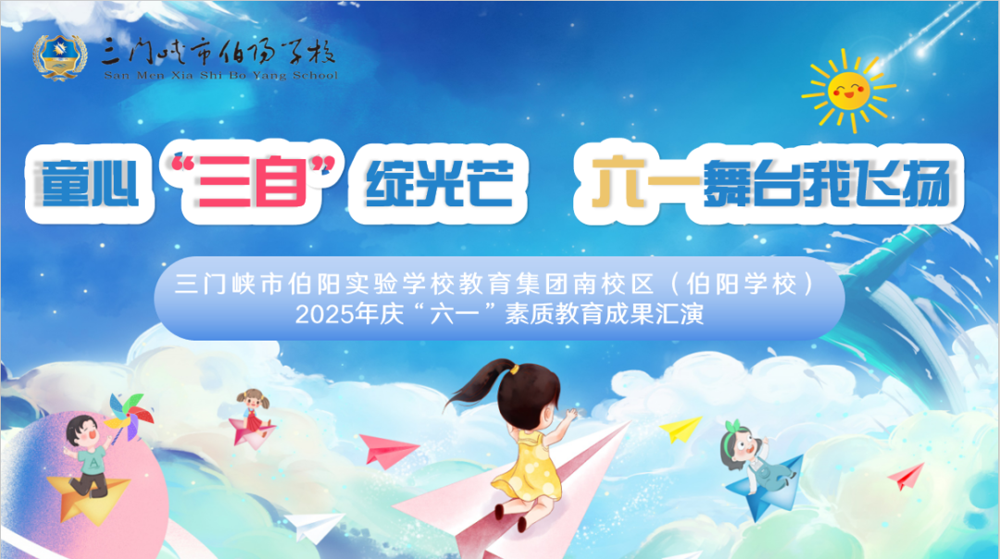 三门峡市伯阳学校
San Men Xia Shi Bo Yang School
童心“三自”绽光芒 六一舞台我飞扬
三门峡市伯阳实验学校教育集团南校区（伯阳学校）
2025年庆“六一”素质教育成果汇演
A